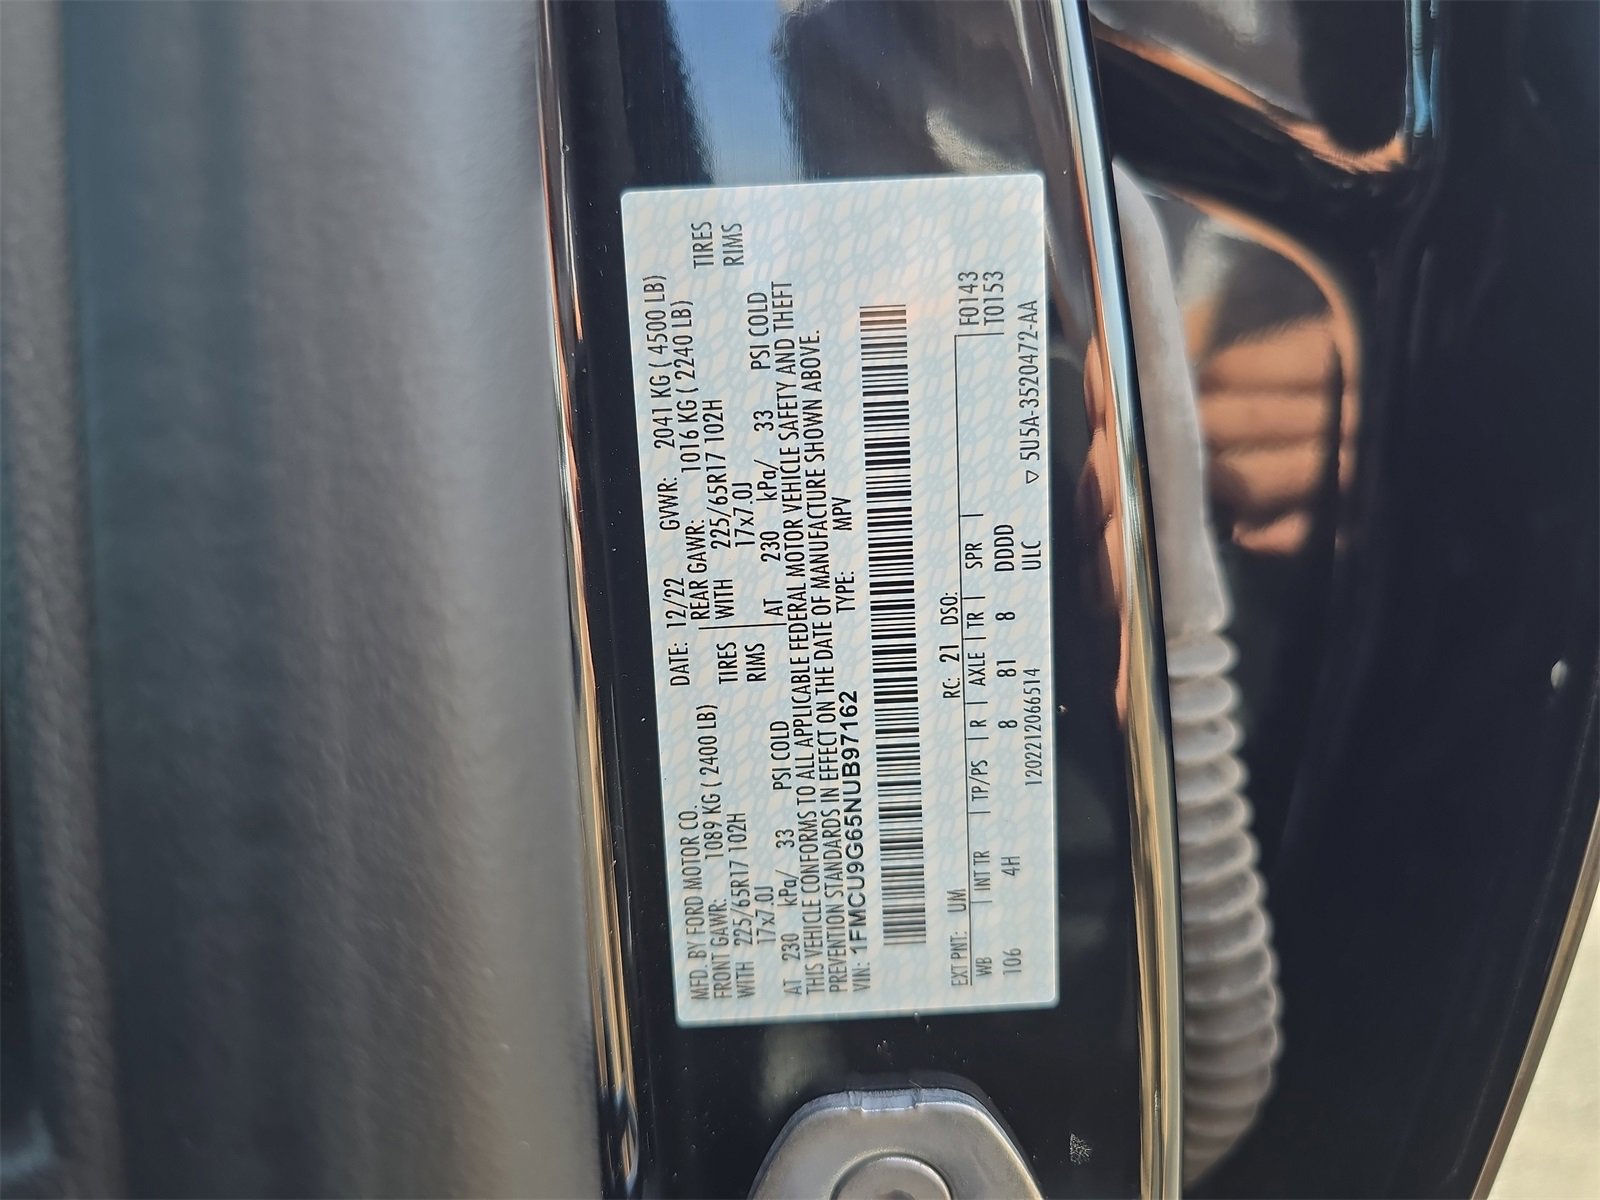 MFD. BY FORD MOTOR CO. DATE: 12/22 GVWR: 2041 KG ( 4500 LB)
FRONT GAWR: 1089 KG ( 2400 LB) REAR GAWR: 1016 KG ( 2240 LB)
WITH 225/65R17 102H TIRES WITH 225/65R17 102H TIRES
17x7.0J RIMS 17x7.0J RIMS
AT 230 kPa/ 33 PSI COLD AT 230 kPa/ 33 PSI COLD
THIS VEHICLE CONFORMS TO ALL APPLICABLE FEDERAL MOTOR VEHICLE SAFETY AND THEFT
PREVENTION STANDARDS IN EFFECT ON THE DATE OF MANUFACTURE SHOWN ABOVE.
VIN: 1FMCU9G65NUB97162 TYPE: MPV
EXT PNT: UM RC: 21 DSO: F0143
WB | INT TR | TP/PS | R | AXLE | TR | SPR | T0153
106 4H 8 81 8 DDDD
1202212066514 ULC ▽ 5U5A-3520472-AA